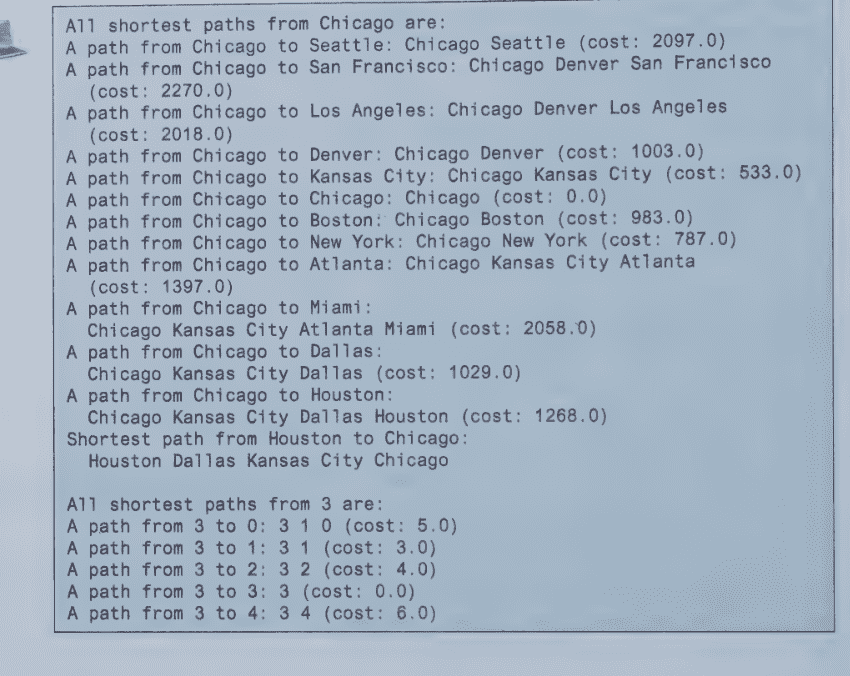 All shortest paths from Chicago are:
A path from Chicago to Seattle: Chicago Seattle (cost: 2097.0)
A path from Chicago to San Francisco: Chicago Denver San Francisco
(cost: 2270.0)
A path from Chicago to Los Angeles: Chicago Denver Los Angeles
(cost: 2018.0)
A path from Chicago to Denver: Chicago Denver (cost: 1003.0)
A path from Chicago to Kansas City: Chicago Kansas City (cost: 533.0)
A path from Chicago to Chicago: Chicago (cost: 0.0)
A path from Chicago to Boston: Chicago Boston (cost: 983.0)
A path from Chicago to New York: Chicago New York (cost: 787.0)
A path from Chicago to Atlanta: Chicago Kansas City Atlanta
(cost: 1397.0)
A path from Chicago to Miami:
Chicago Kansas City Atlanta Miami (cost: 2058.0)
A path from Chicago to Dallas:
Chicago Kansas City Dallas (cost: 1029.0)
A path from Chicago to Houston:
Chicago Kansas City Dallas Houston (cost: 1268.0)
Shortest path from Houston to Chicago:
Houston Dallas Kansas City Chicago
All shortest paths from 3 are:
A path from 3 to 0: 3 1 0 (cost: 5.0)
A path from 3 to 1: 3 1 (cost: 3.0)
A path from 3 to 2: 3 2 (cost: 4.0)
A path from 3 to 3: 3 (cost: 0.0)
A path from 3 to 4: 3 4 (cost: 6.0)